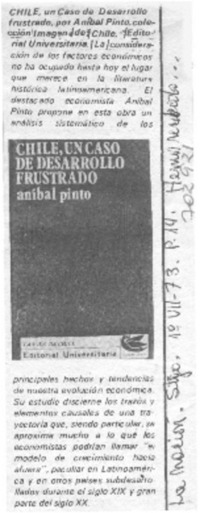 CHILE, un Caso de Desarrollo
frustrado, por Aníbal Pinto, colec
ción Imagen de Chile. Edito
rial Universitaria. [La] considera-
ción de los factores económicos
no ha ocupado hasta hoy el lugar
que merece en la literatura
histórica latinoamericana. El
destacado economista Aníbal
Pinto propone en esta obra un
análisis sistemático de los
CHILE, UN CASO
DE DESARROLLO
FRUSTRADO
aníbal pinto
Editorial Universitaria
principales hechos y tendencias
de nuestra evolución económica.
Su estudio discierne los trazos y
elementos causales de una tra-
yectoria que, siendo particular, se
aproxima mucho a lo que los
economistas podrían llamar "el
modelo de crecimiento hacia
afuera", peculiar en Latinoaméri-
ca y en otros países subdesarro-
llados durante el siglo XIX y gran
parte del siglo XX.
La Nación. Stgo. 1º VII-73. P. 14.
702421